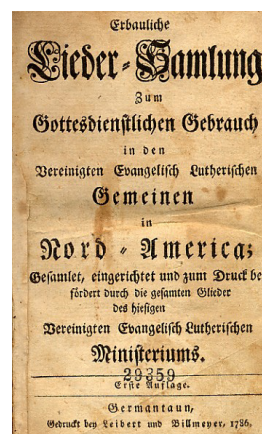 Erbauliche
Lieder-Samlung
Zum
Gottesdienstlichen Gebrauch
in den
Vereinigten Evangelisch Lutherischen
Gemeinen
in
Nord-America;
Gesamlet, eingerichtet und zum Druck be
fördert durch die gesamten Glieder
des hiesigen
Vereinigten Evangelisch Lutherischen
Ministeriums.
29359
Erste Auflage.
Germantaun,
Gedruckt bey Leibert und Billmeyer, 1786.